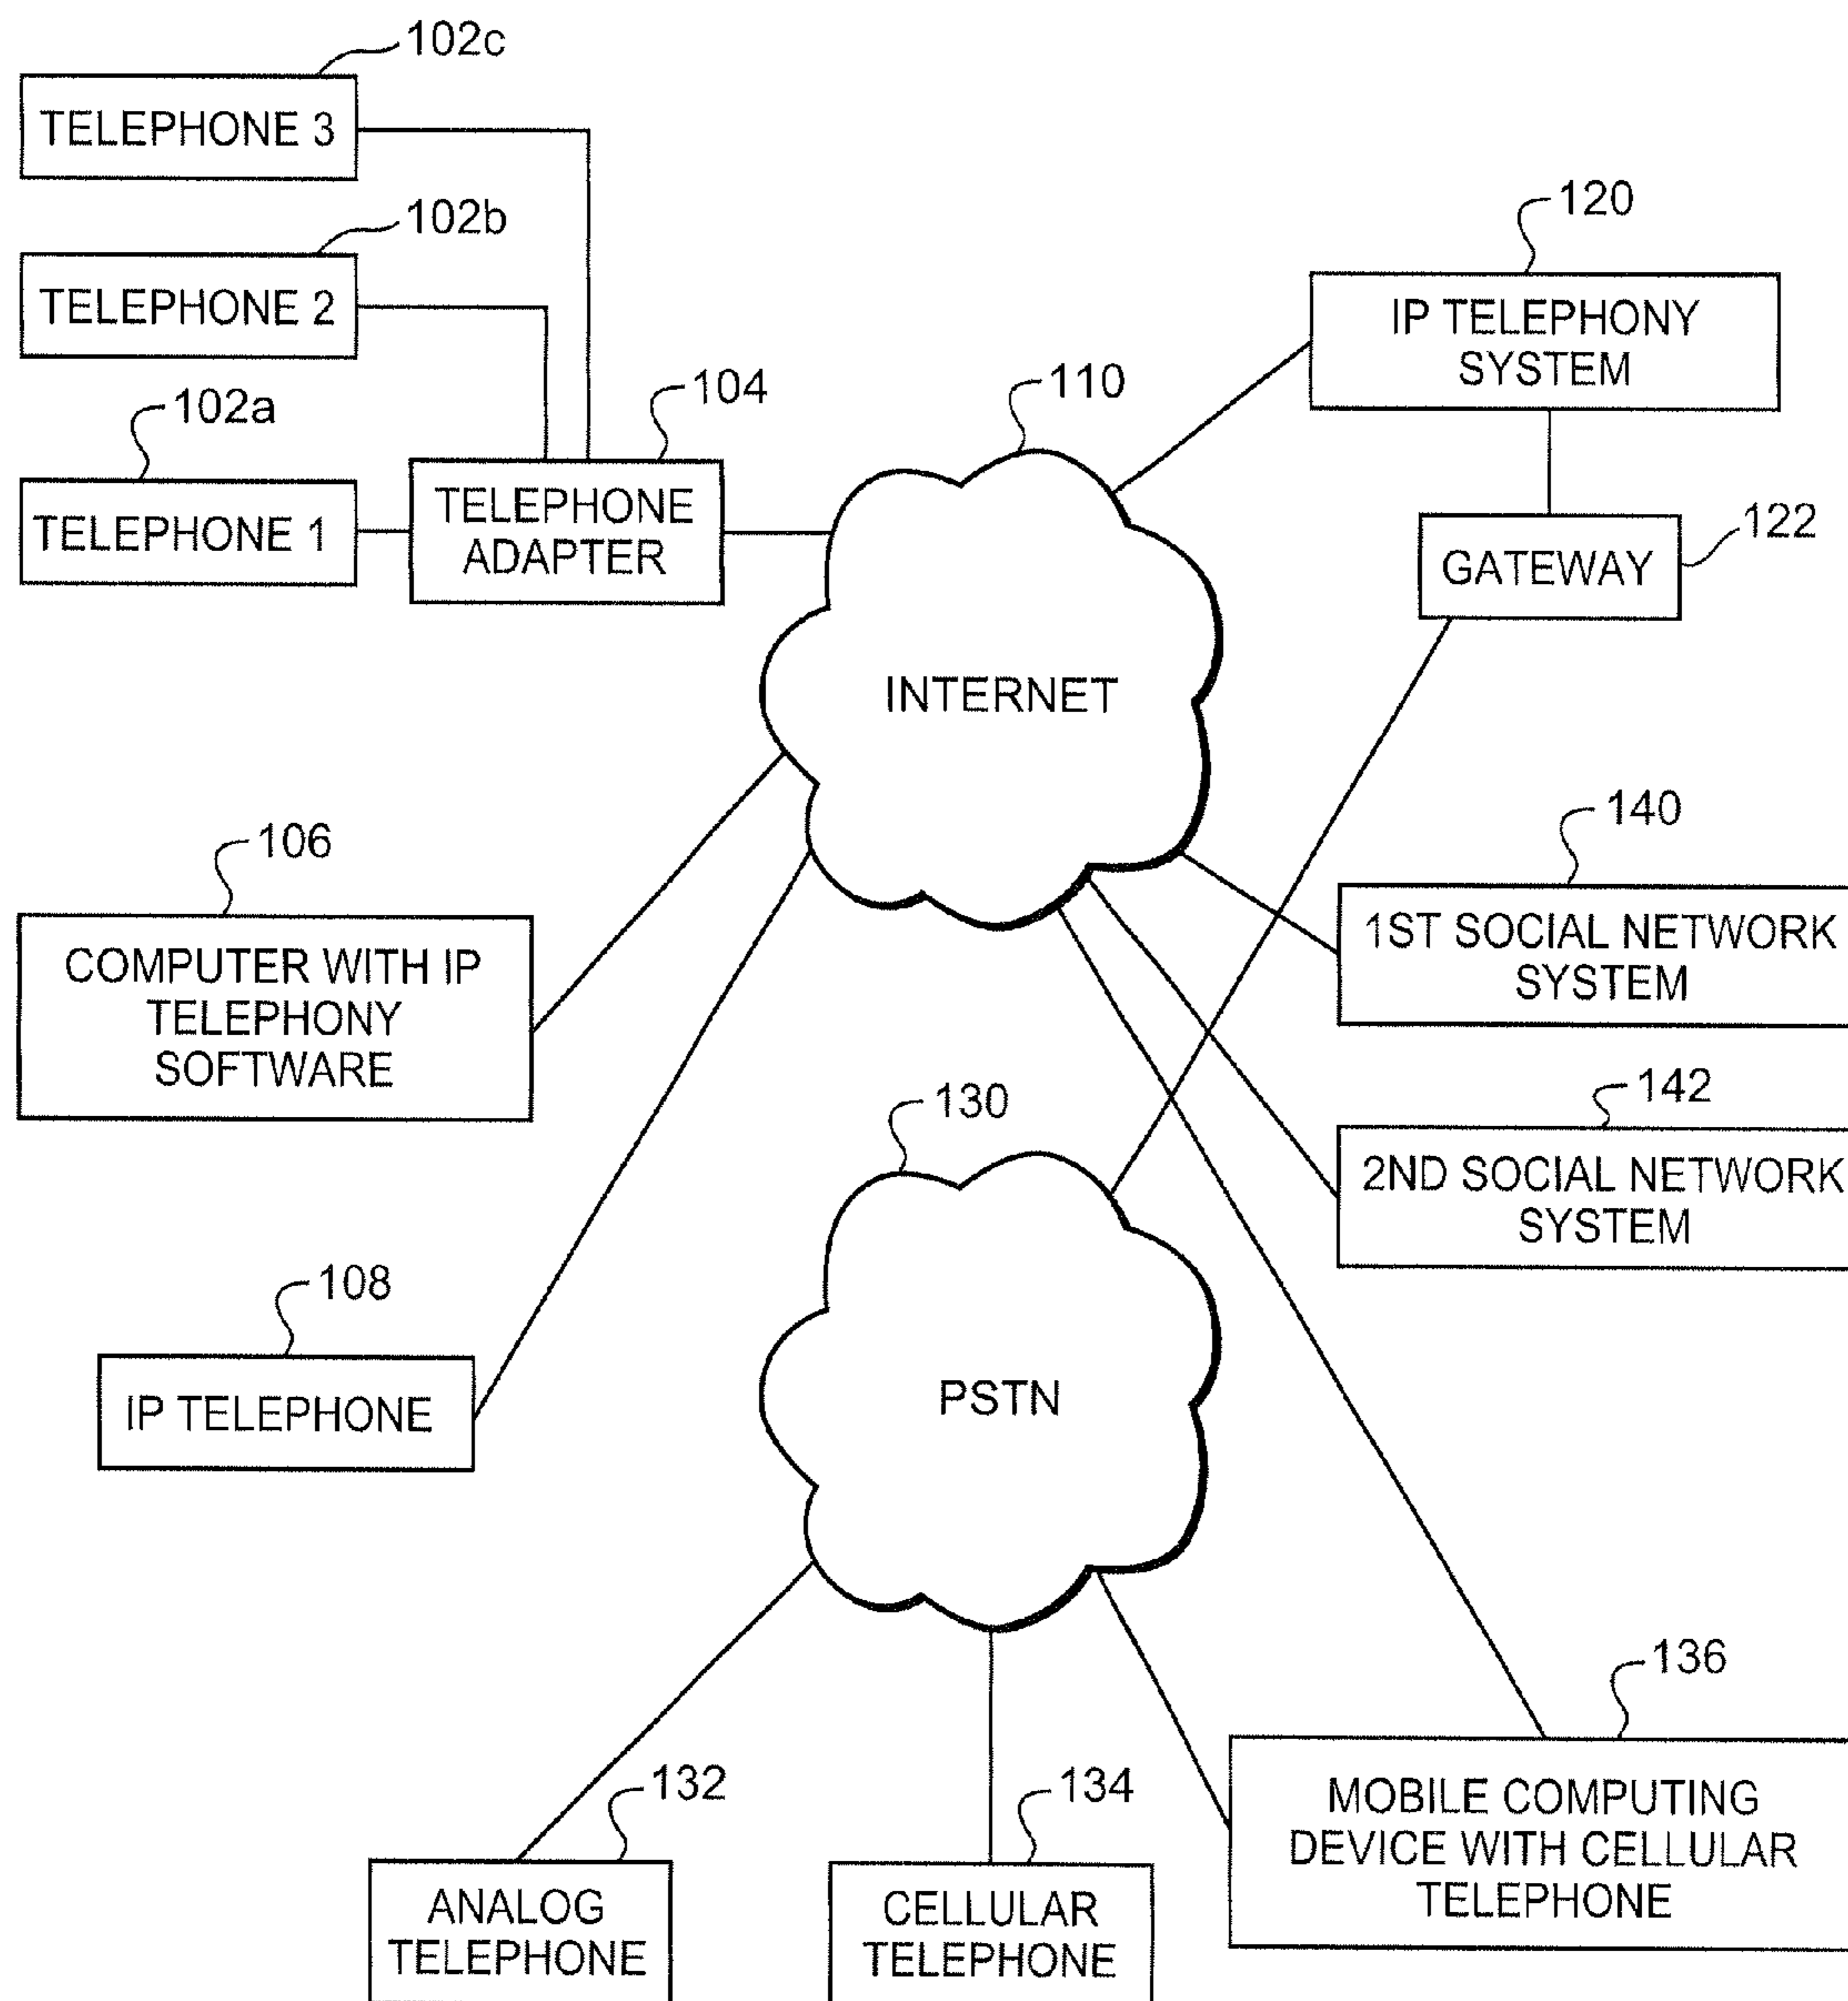 102c
TELEPHONE 3
102b
TELEPHONE 2
102a
TELEPHONE 1
104
TELEPHONE
ADAPTER
110
INTERNET
120
IP TELEPHONY
SYSTEM
122
GATEWAY
106
COMPUTER WITH IP
TELEPHONY
SOFTWARE
140
1ST SOCIAL NETWORK
SYSTEM
142
2ND SOCIAL NETWORK
SYSTEM
108
IP TELEPHONE
130
PSTN
132
ANALOG
TELEPHONE
134
CELLULAR
TELEPHONE
136
MOBILE COMPUTING
DEVICE WITH CELLULAR
TELEPHONE